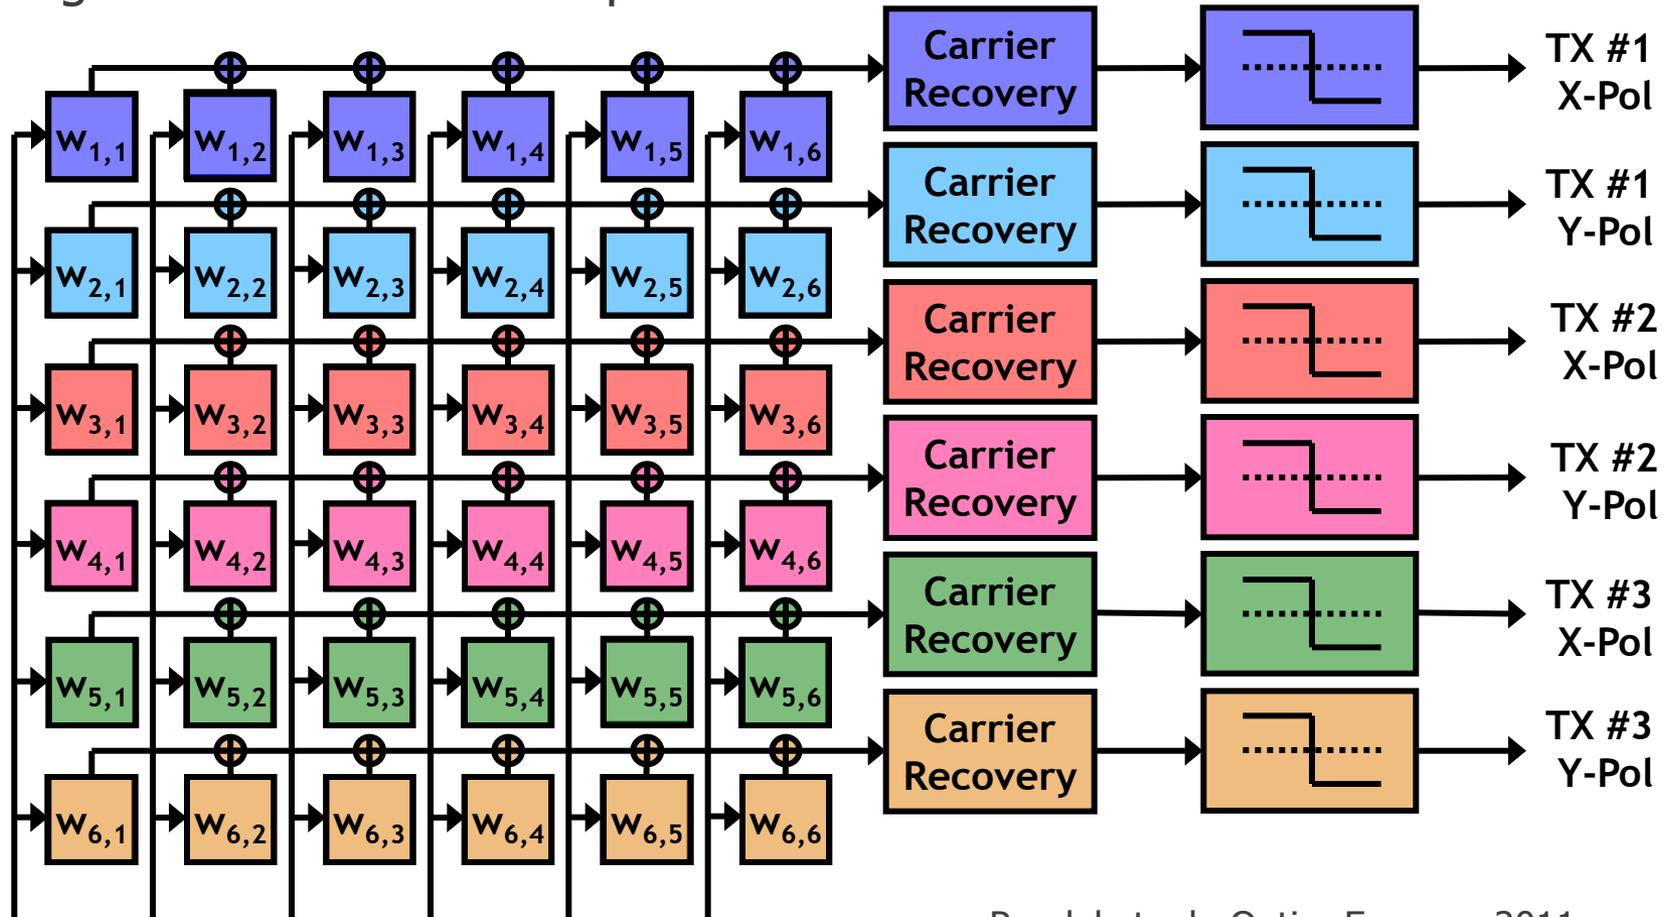 Carrier
Recovery
TX #1
X-Pol
w1,1 w1,2 w1,3 w1,4 w1,5 w1,6
Carrier
Recovery
TX #1
Y-Pol
w2,1 w2,2 w2,3 w2,4 w2,5 w2,6
Carrier
Recovery
TX #2
X-Pol
w3,1 w3,2 w3,3 w3,4 w3,5 w3,6
Carrier
Recovery
TX #2
Y-Pol
w4,1 w4,2 w4,3 w4,4 w4,5 w4,6
Carrier
Recovery
TX #3
X-Pol
w5,1 w5,2 w5,3 w5,4 w5,5 w5,6
Carrier
Recovery
TX #3
Y-Pol
w6,1 w6,2 w6,3 w6,4 w6,5 w6,6
2011